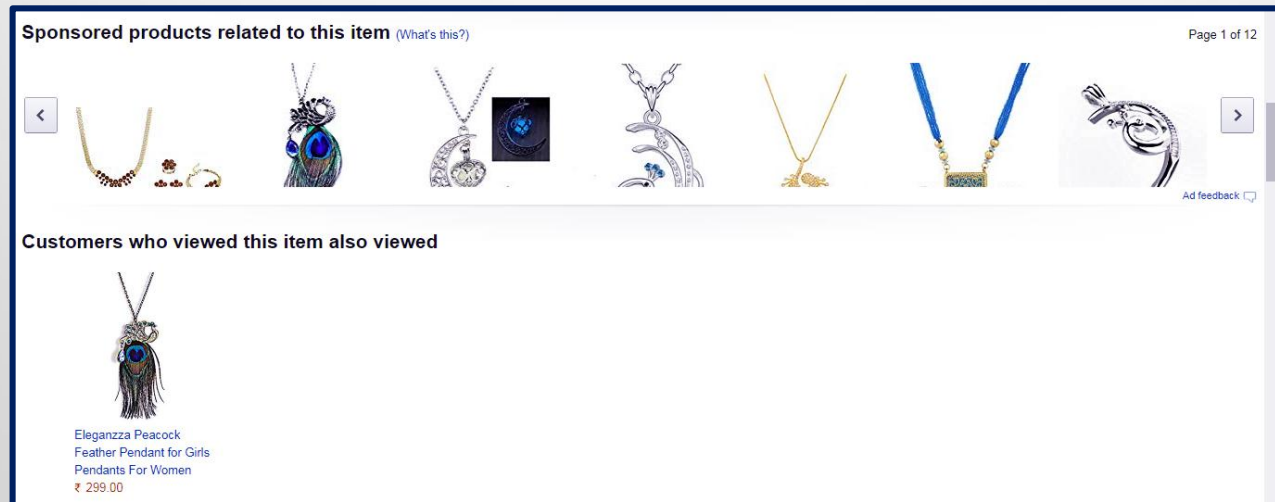 Sponsored products related to this item (What's this?)
Page 1 of 12
Ad feedback
Customers who viewed this item also viewed
Eleganzza Peacock
Feather Pendant for Girls
Pendants For Women
₹ 299.00